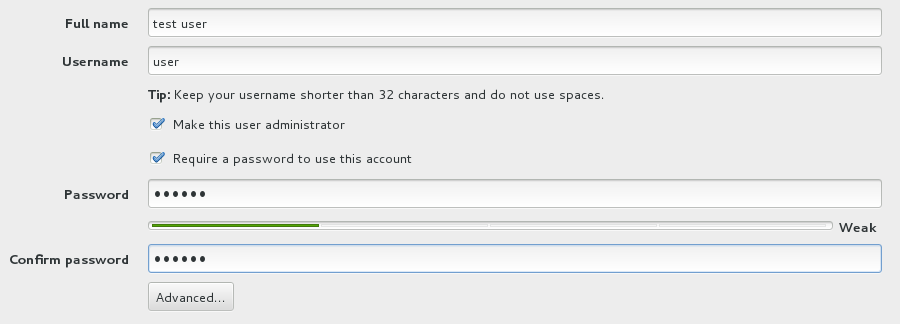 Full name test user
Username user
Tip: Keep your username shorter than 32 characters and do not use spaces.
Make this user administrator
Require a password to use this account
Password ••••••
Weak
Confirm password ••••••
Advanced...